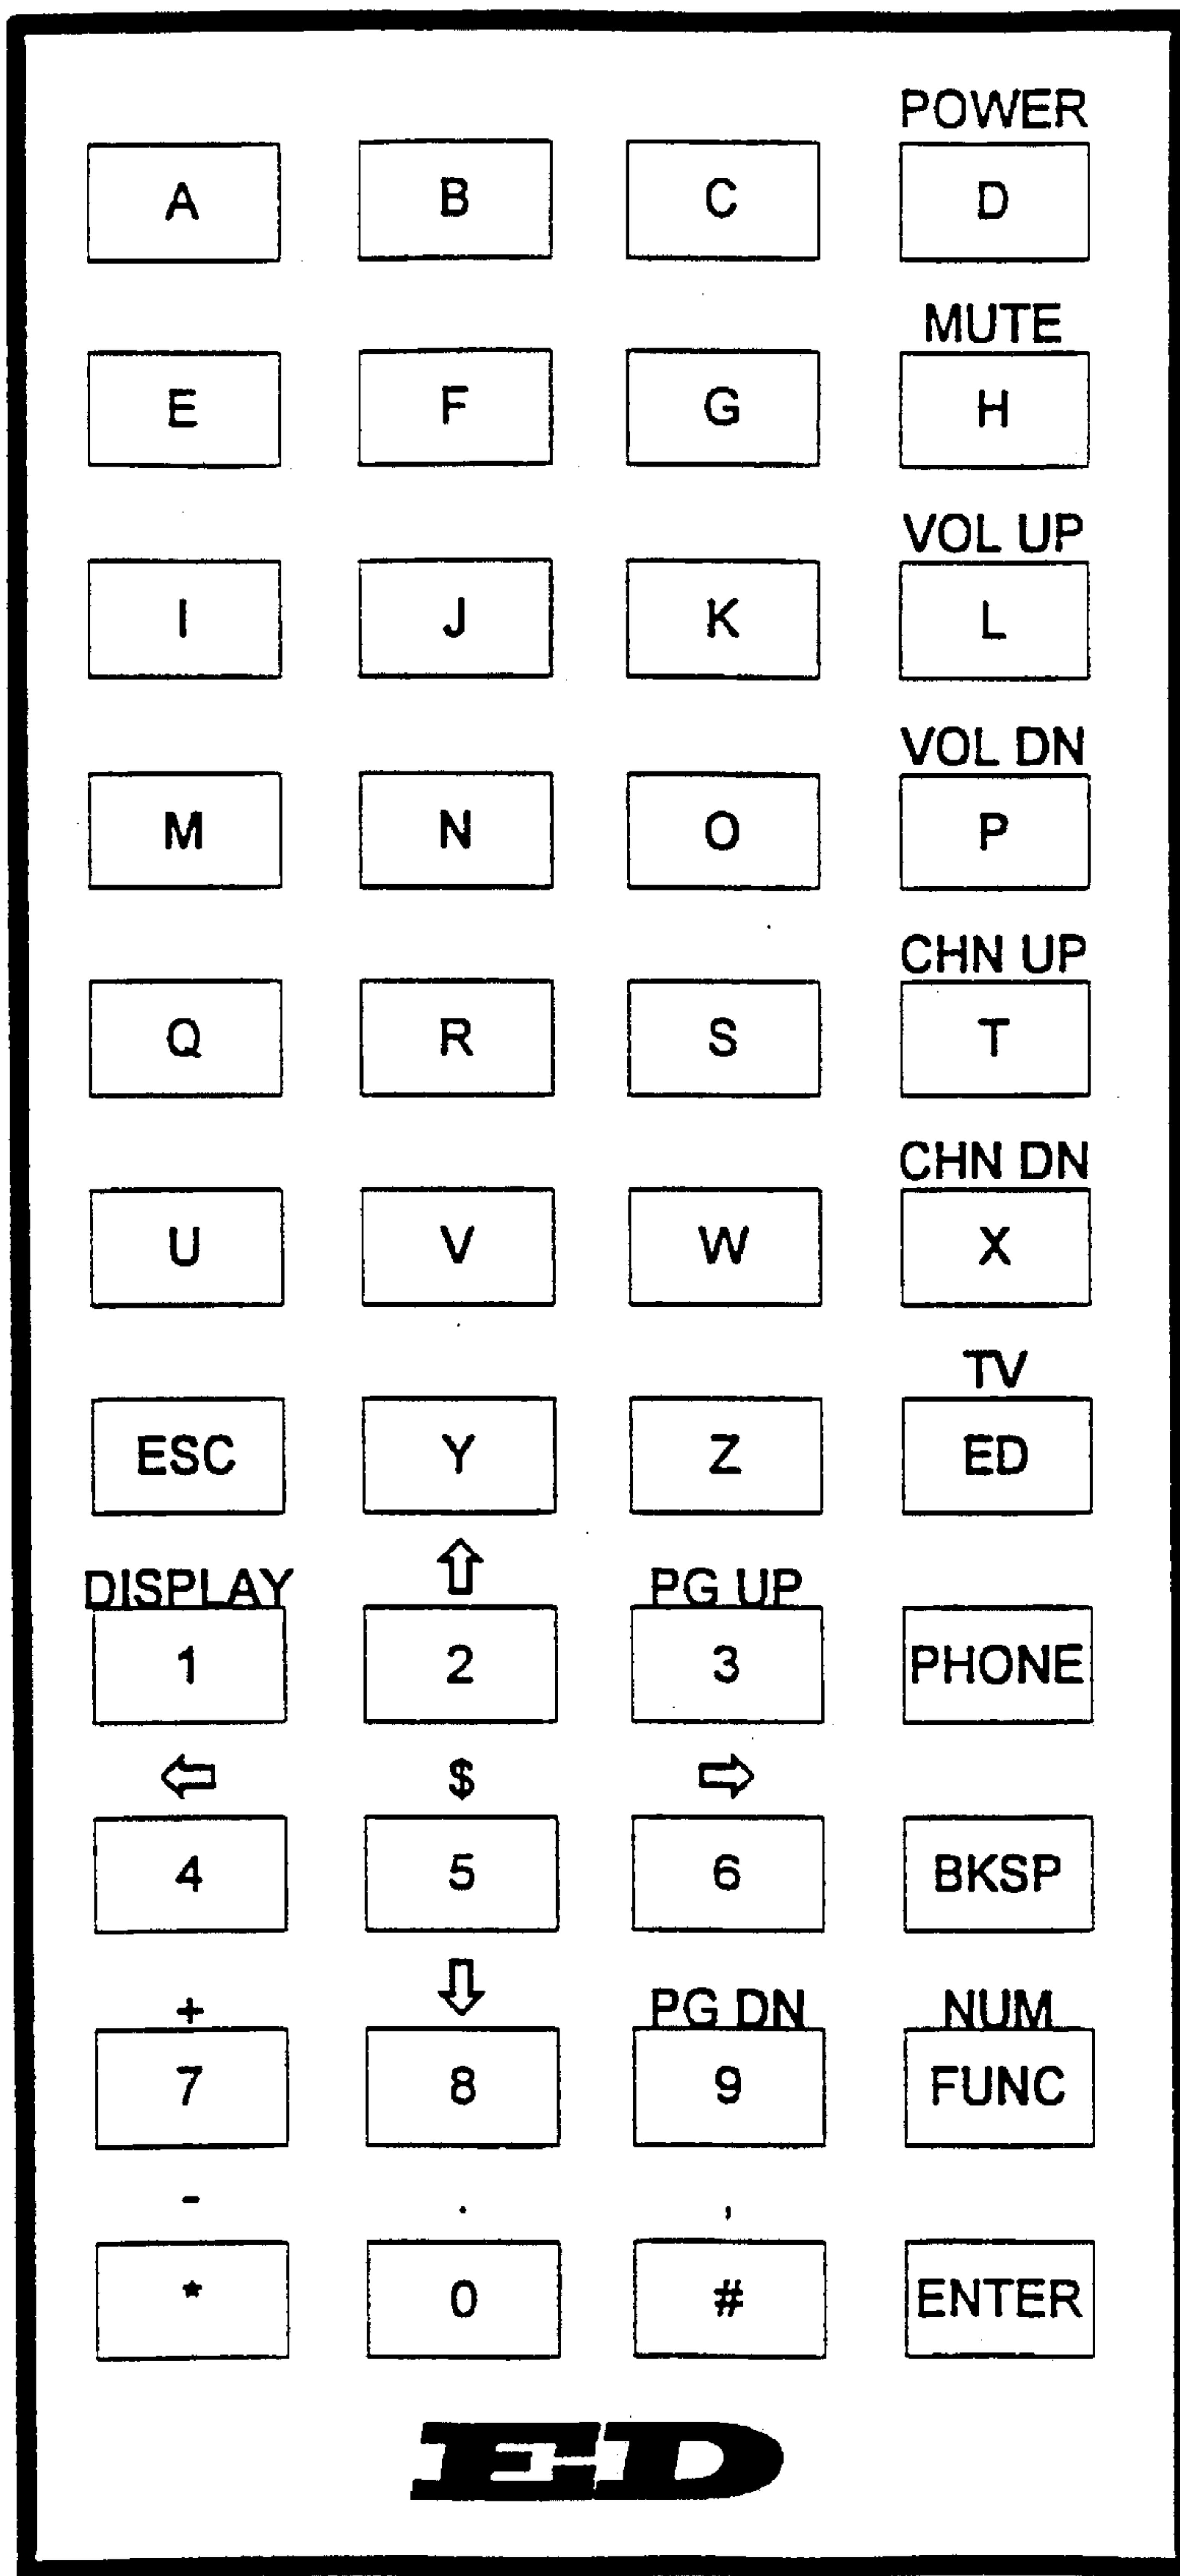 POWER
A B C D
MUTE
E F G H
VOL UP
I J K L
VOL DN
M N O P
CHN UP
Q R S T
CHN DN
U V W X
TV
ESC Y Z ED
DISPLAY ⇧ PG UP
1 2 3 PHONE
⇦ $ ⇨
4 5 6 BKSP
+ ⇩ PG DN NUM
7 8 9 FUNC
- . ,
* 0 # ENTER
ED